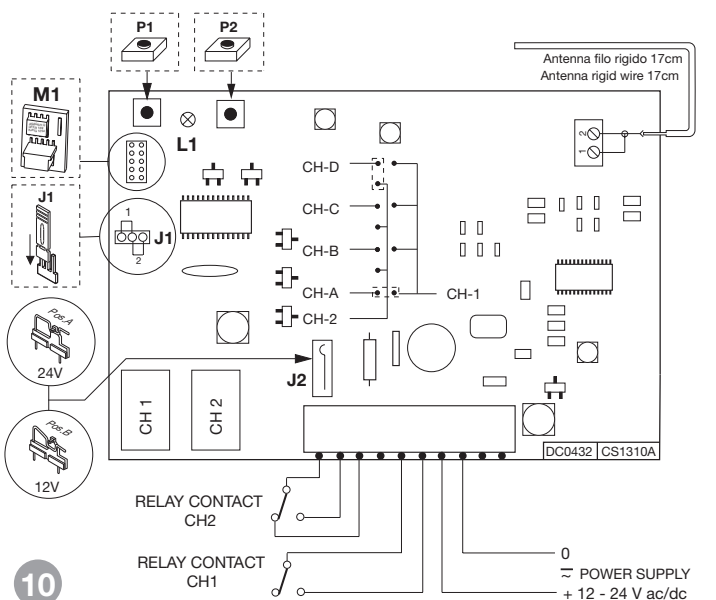 P1
P2
Antenna filo rigido 17cm
Antenna rigid wire 17cm
M1
L1
2
1
CH-D
J1
CH-C
1
J1
2
CH-B
CH-A
CH-1
CH-2
Pos.A
24V
J2
CH 1
CH 2
Pos.B
12V
DC0432
CS1310A
RELAY CONTACT
CH2
RELAY CONTACT
CH1
0
POWER SUPPLY
+ 12 - 24 V ac/dc
10